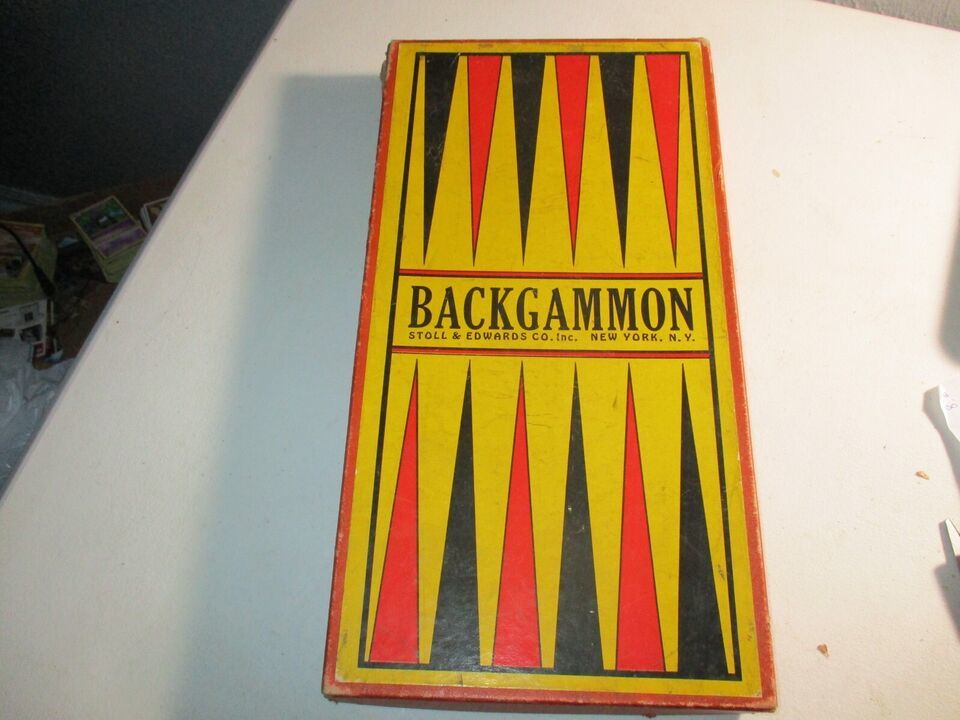 BACKGAMMON
STOLL & EDWARDS CO. Inc. NEW YORK, N.Y.